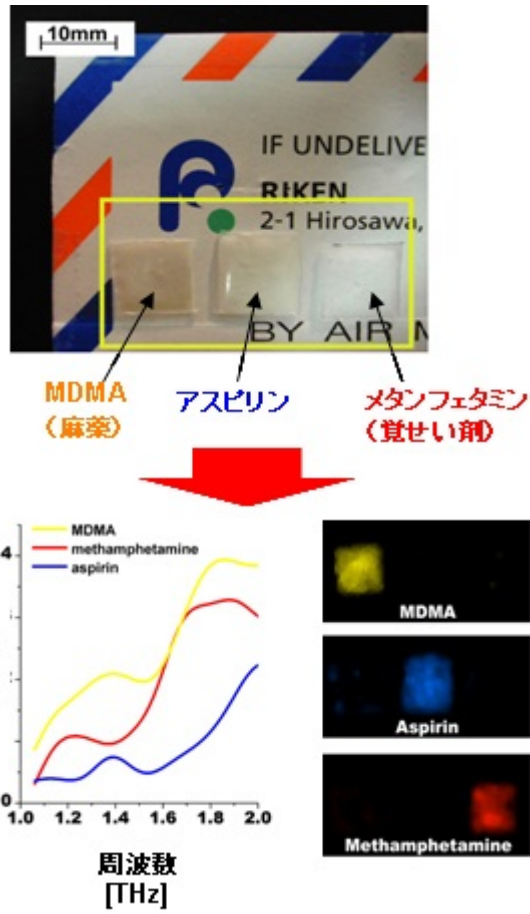 10mm
IF UNDELIVE
RIKEN
2-1 Hirosawa,
BY AIR M
MDMA
(麻薬)
アスピリン
メタンフェタミン
(覚せい剤)
MDMA
methamphetamine
aspirin
4
0
1.0 1.2 1.4 1.6 1.8 2.0
周波数
[THz]
MDMA
Aspirin
Methamphetamine